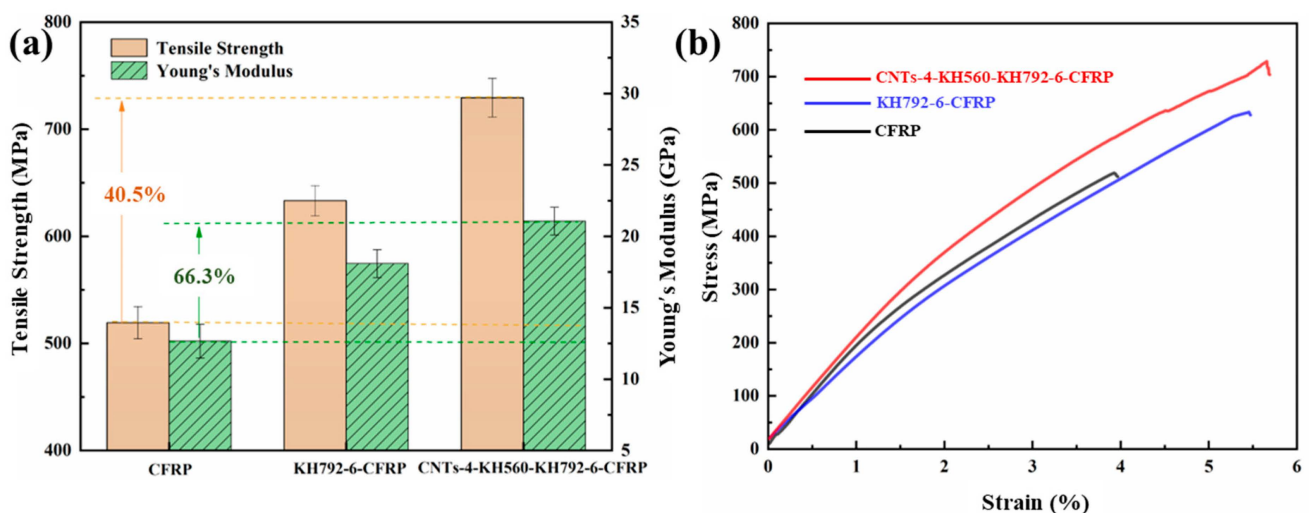 (a)
Tensile Strength (MPa)
800
700
600
500
400
Tensile Strength
Young's Modulus
40.5%
66.3%
CFRP
KH792-6-CFRP
CNTs-4-KH560-KH792-6-CFRP
35
30
25
20
15
10
5
Young's Modulus (GPa)
(b)
Stress (MPa)
800
700
600
500
400
300
200
100
0
CNTs-4-KH560-KH792-6-CFRP
KH792-6-CFRP
CFRP
0
1
2
3
4
5
6
Strain (%)